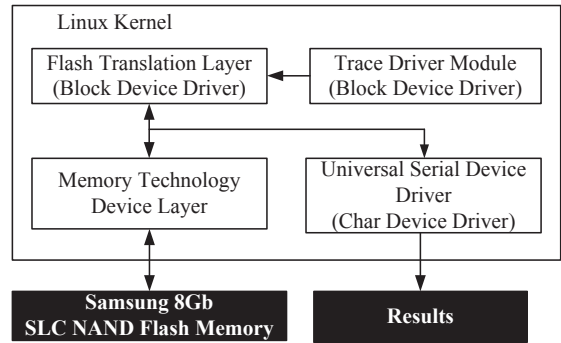 Linux Kernel
Flash Translation Layer
(Block Device Driver)
Trace Driver Module
(Block Device Driver)
Memory Technology
Device Layer
Universal Serial Device
Driver
(Char Device Driver)
Samsung 8Gb
SLC NAND Flash Memory
Results